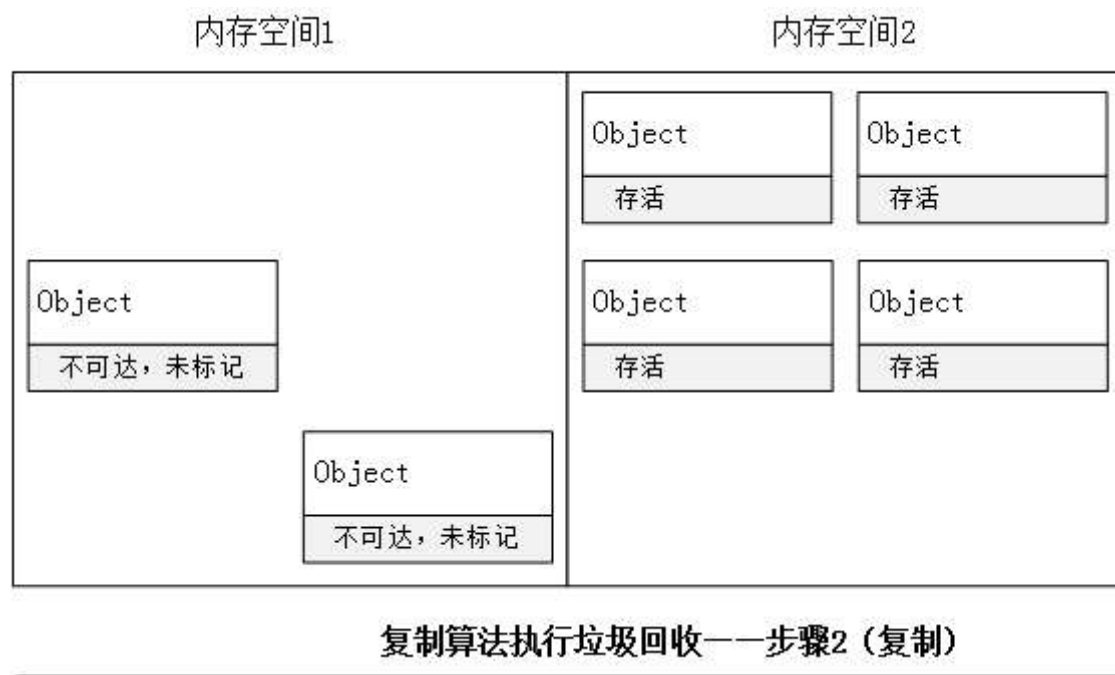 内存空间1
内存空间2
Object
Object
存活
存活
Object
Object
Object
不可达，未标记
存活
存活
Object
不可达，未标记
复制算法执行垃圾回收——步骤2（复制）